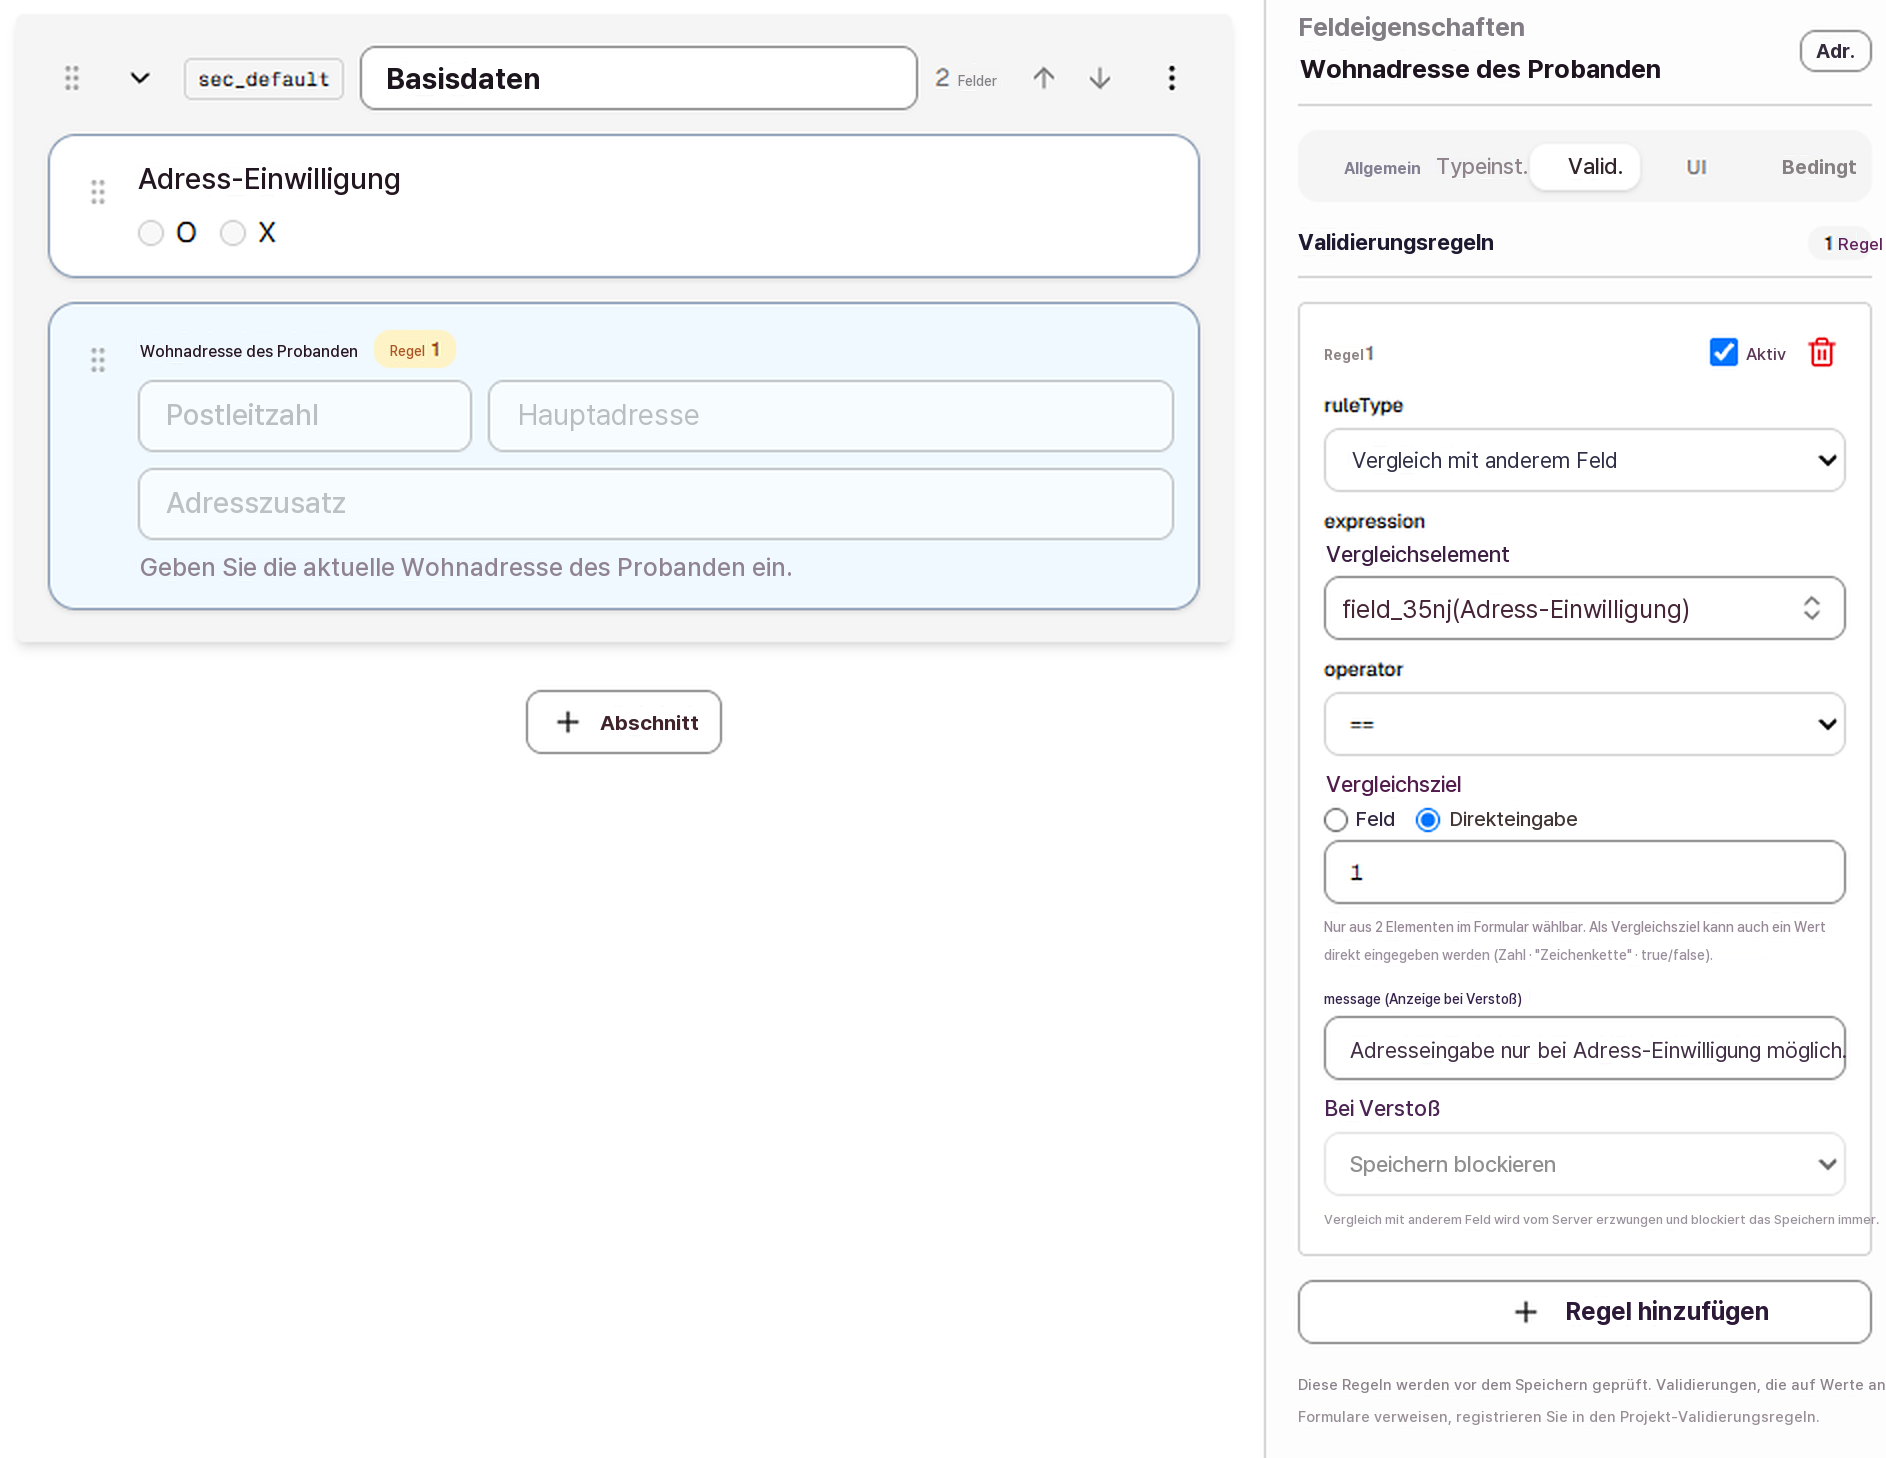 sec_default
Basisdaten
2 Felder
Adress-Einwilligung
O X
Wohnadresse des Probanden Regel 1
Postleitzahl
Hauptadresse
Adresszusatz
Geben Sie die aktuelle Wohnadresse des Probanden ein.
+ Abschnitt
Feldeigenschaften
Wohnadresse des Probanden
Adr.
Allgemein Typeinst. Valid. UI Bedingt
Validierungsregeln
1 Regel
Regel 1
Aktiv
ruleType
Vergleich mit anderem Feld
expression
Vergleichselement
field_35nj(Adress-Einwilligung)
operator
==
Vergleichsziel
Feld Direkteingabe
1
Nur aus 2 Elementen im Formular wählbar. Als Vergleichsziel kann auch ein Wert
direkt eingegeben werden (Zahl · "Zeichenkette" · true/false).
message (Anzeige bei Verstoß)
Adresseingabe nur bei Adress-Einwilligung möglich.
Bei Verstoß
Speichern blockieren
Vergleich mit anderem Feld wird vom Server erzwungen und blockiert das Speichern immer.
+ Regel hinzufügen
Diese Regeln werden vor dem Speichern geprüft. Validierungen, die auf Werte an
Formulare verweisen, registrieren Sie in den Projekt-Validierungsregeln.